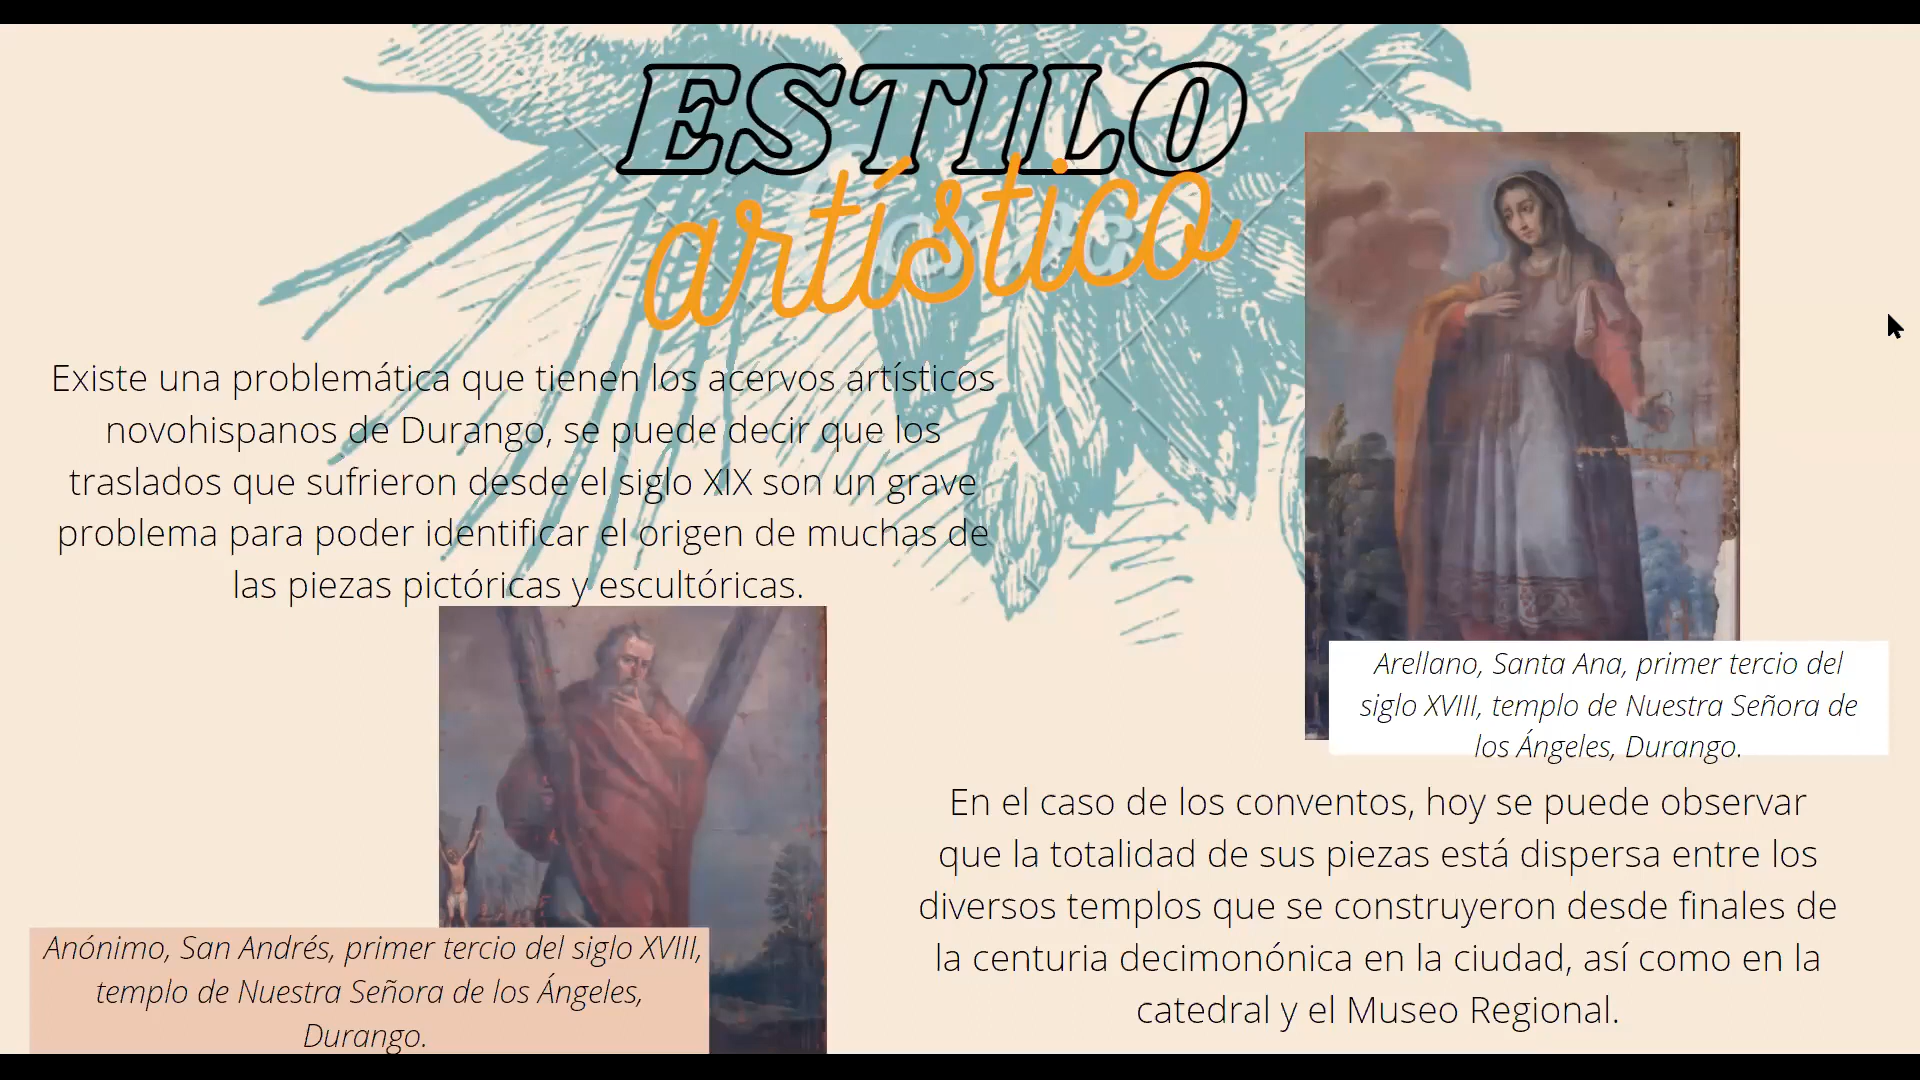 ESTILO
artístico
Existe una problemática que tienen los acervos artísticos
novohispanos de Durango, se puede decir que los
traslados que sufrieron desde el siglo XIX son un grave
problema para poder identificar el origen de muchas de
las piezas pictóricas y escultóricas.
Arellano, Santa Ana, primer tercio del
siglo XVIII, templo de Nuestra Señora de
los Ángeles, Durango.
En el caso de los conventos, hoy se puede observar
que la totalidad de sus piezas está dispersa entre los
diversos templos que se construyeron desde finales de
la centuria decimonónica en la ciudad, así como en la
catedral y el Museo Regional.
Anónimo, San Andrés, primer tercio del siglo XVIII,
templo de Nuestra Señora de los Ángeles,
Durango.